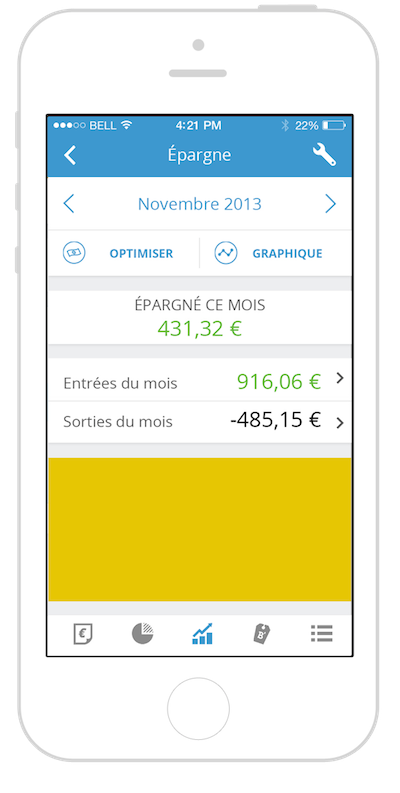 BELL 4:21 PM 22%
Épargne
Novembre 2013
OPTIMISER GRAPHIQUE
ÉPARGNÉ CE MOIS
431,32 €
Entrées du mois 916,06 €
Sorties du mois -485,15 €